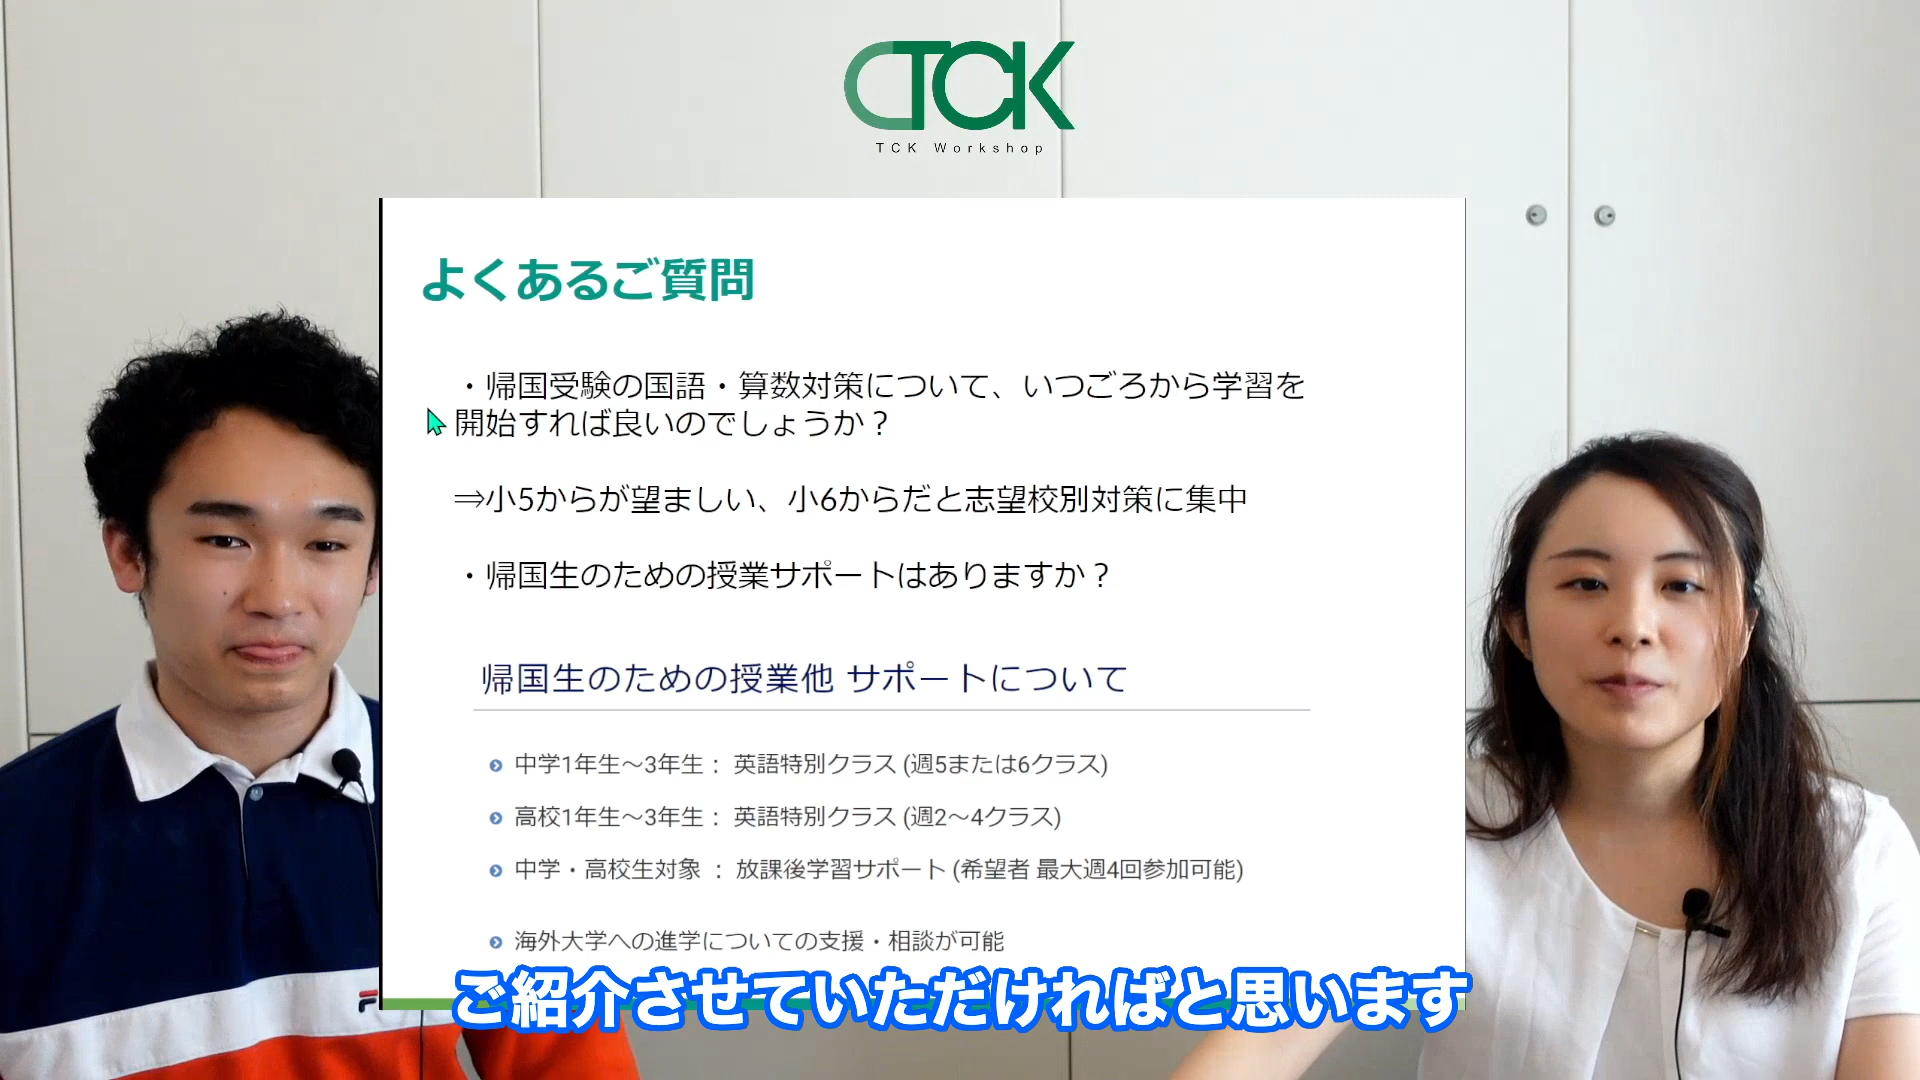 TCK
TCK Workshop
よくあるご質問
・帰国受験の国語・算数対策について、いつごろから学習を
開始すれば良いのでしょうか？
⇒小5からが望ましい、小6からだと志望校別対策に集中
・帰国生のための授業サポートはありますか？
帰国生のための授業他 サポートについて
中学1年生～3年生： 英語特別クラス (週5または6クラス)
高校1年生～3年生： 英語特別クラス (週2～4クラス)
中学・高校生対象 ： 放課後学習サポート (希望者 最大週4回参加可能)
海外大学への進学についての支援・相談が可能
ご紹介させていただければと思います